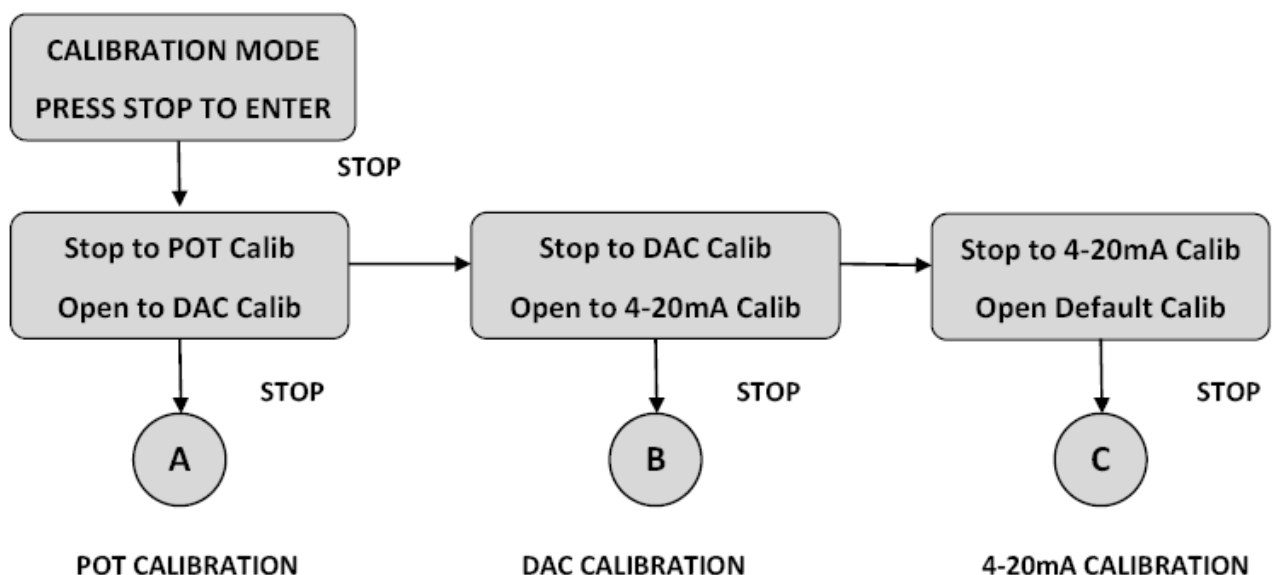 CALIBRATION MODE
PRESS STOP TO ENTER
STOP
Stop to POT Calib
Open to DAC Calib
Stop to DAC Calib
Open to 4-20mA Calib
Stop to 4-20mA Calib
Open Default Calib
STOP
STOP
STOP
A
B
C
POT CALIBRATION
DAC CALIBRATION
4-20mA CALIBRATION